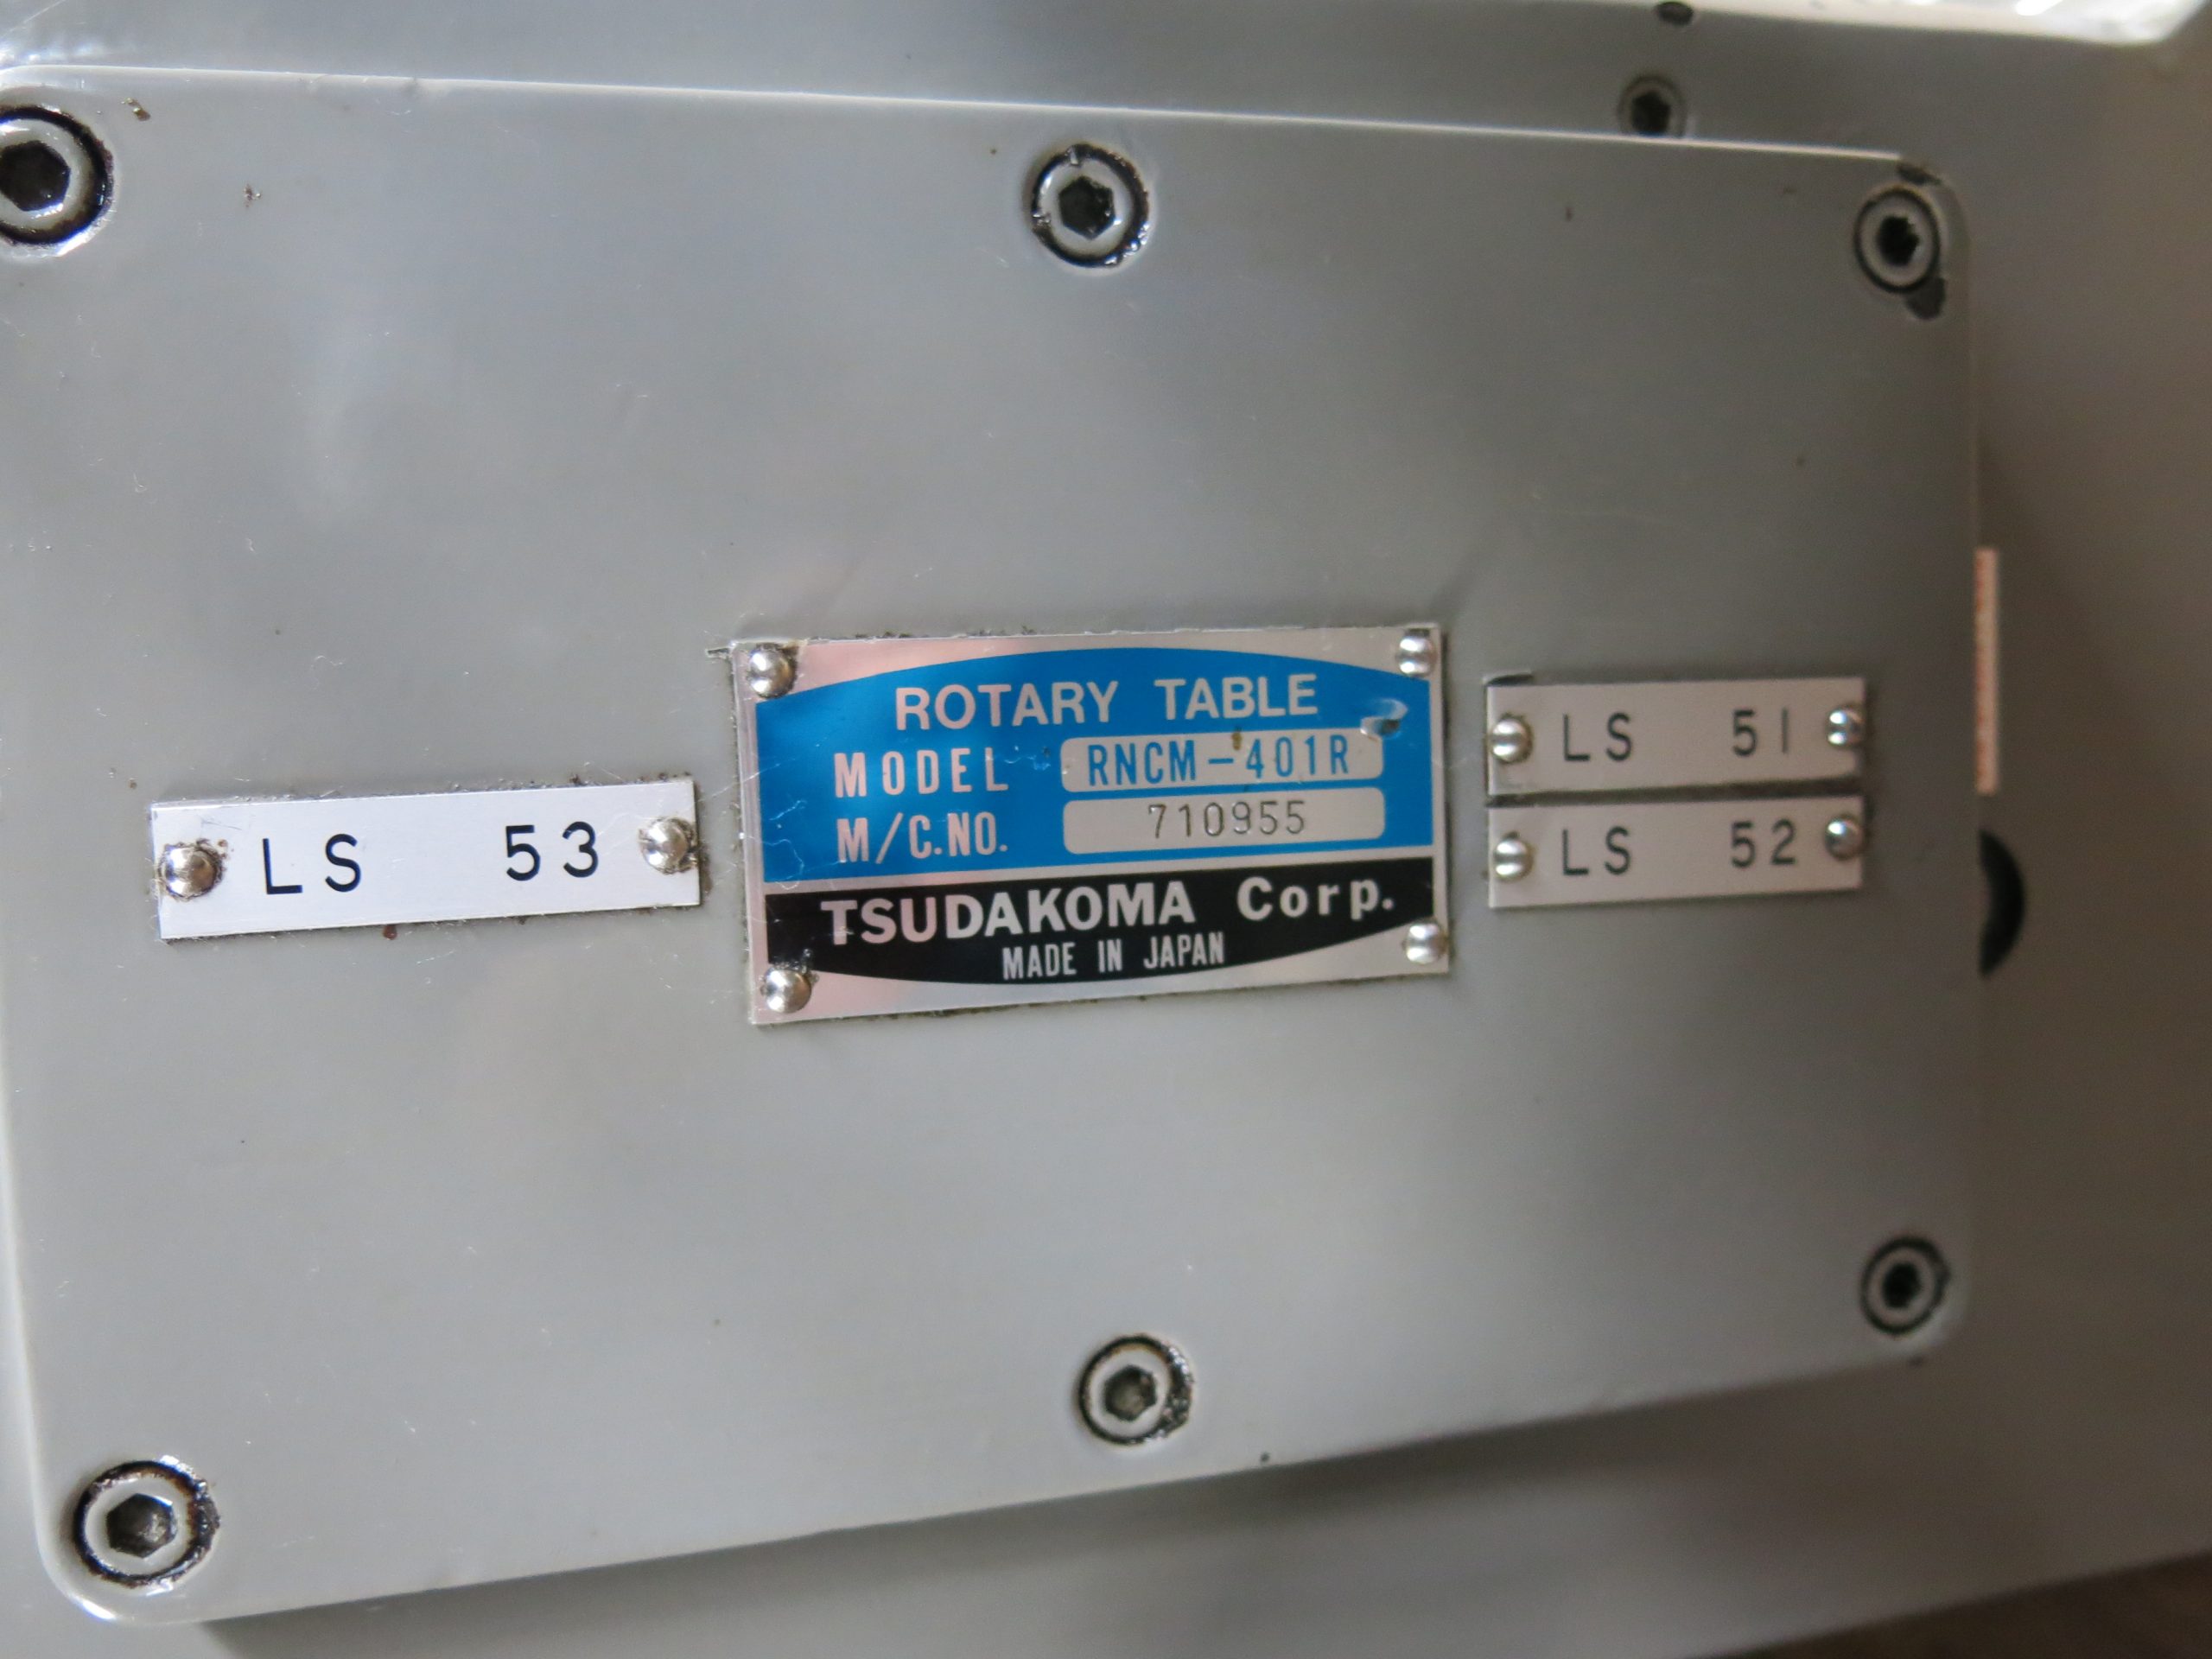 LS 53
ROTARY TABLE
MODEL RNCM-401R
M/C.NO. 710955
TSUDAKOMA Corp.
MADE IN JAPAN
LS 51
LS 52